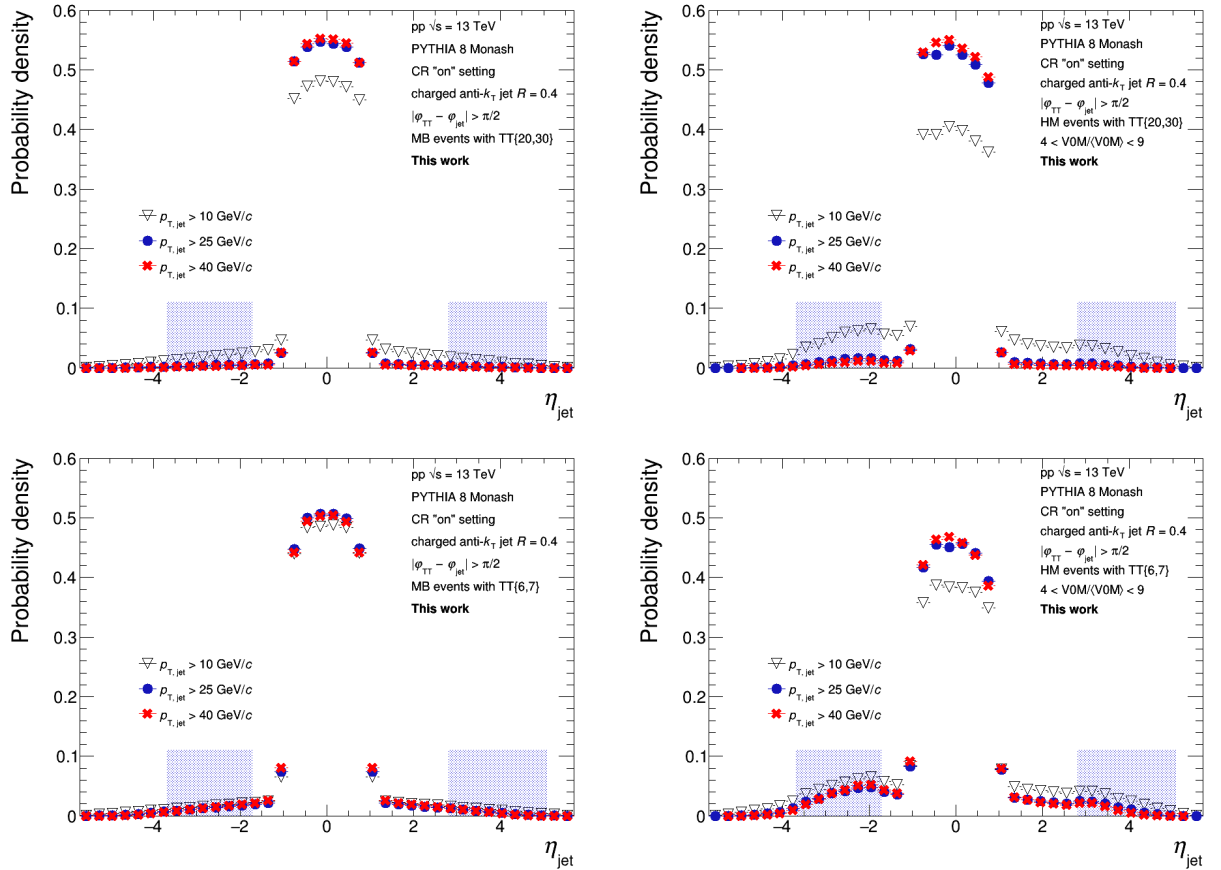 Probability density
0.6
0.5
0.4
0.3
0.2
0.1
0
−4
−2
0
2
4
η_jet
pp √s = 13 TeV
PYTHIA 8 Monash
CR "on" setting
charged anti-k_T jet R = 0.4
|φ_TT − φ_jet| > π/2
MB events with TT{20,30}
This work
p_T, jet > 10 GeV/c
p_T, jet > 25 GeV/c
p_T, jet > 40 GeV/c
Probability density
0.6
0.5
0.4
0.3
0.2
0.1
0
−4
−2
0
2
4
η_jet
pp √s = 13 TeV
PYTHIA 8 Monash
CR "on" setting
charged anti-k_T jet R = 0.4
|φ_TT − φ_jet| > π/2
HM events with TT{20,30}
4 < V0M/⟨V0M⟩ < 9
This work
p_T, jet > 10 GeV/c
p_T, jet > 25 GeV/c
p_T, jet > 40 GeV/c
Probability density
0.6
0.5
0.4
0.3
0.2
0.1
0
−4
−2
0
2
4
η_jet
pp √s = 13 TeV
PYTHIA 8 Monash
CR "on" setting
charged anti-k_T jet R = 0.4
|φ_TT − φ_jet| > π/2
MB events with TT{6,7}
This work
p_T, jet > 10 GeV/c
p_T, jet > 25 GeV/c
p_T, jet > 40 GeV/c
Probability density
0.6
0.5
0.4
0.3
0.2
0.1
0
−4
−2
0
2
4
η_jet
pp √s = 13 TeV
PYTHIA 8 Monash
CR "on" setting
charged anti-k_T jet R = 0.4
|φ_TT − φ_jet| > π/2
HM events with TT{6,7}
4 < V0M/⟨V0M⟩ < 9
This work
p_T, jet > 10 GeV/c
p_T, jet > 25 GeV/c
p_T, jet > 40 GeV/c